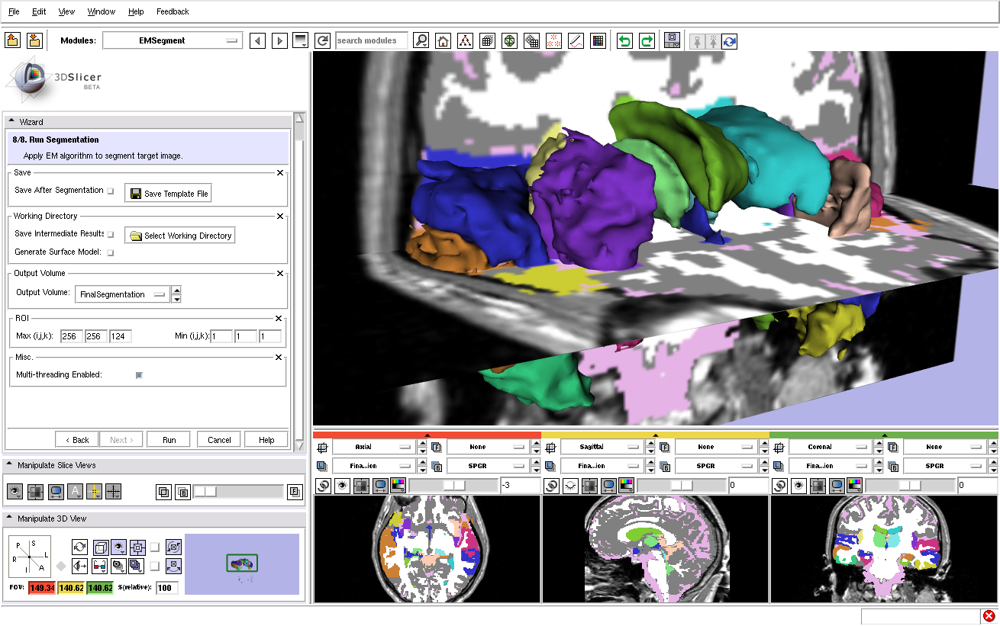 File Edit View Window Help Feedback
Modules: EMSegment search modules
3DSlicer
BETA
Wizard
8/8. Run Segmentation
Apply EM algorithm to segment target image.
Save
Save After Segmentation Save Template File
Working Directory
Save Intermediate Results Select Working Directory
Generate Surface Model:
Output Volume
Output Volume: FinalSegmentation
ROI
Max (i,j,k): 256 256 124 Min (i,j,k): 1 1 1
Misc.
Multi-threading Enabled:
< Back Next > Run Cancel Help
Manipulate Slice Views
A B F
Manipulate 3D View
P S
R L
I A
FOV: 149.34 140.62 140.62 %(relative): 100
Axial F None Sagittal F None Coronal F None
Fina...ion B SPGR Fina...ion B SPGR Fina...ion B SPGR
-3 0 0